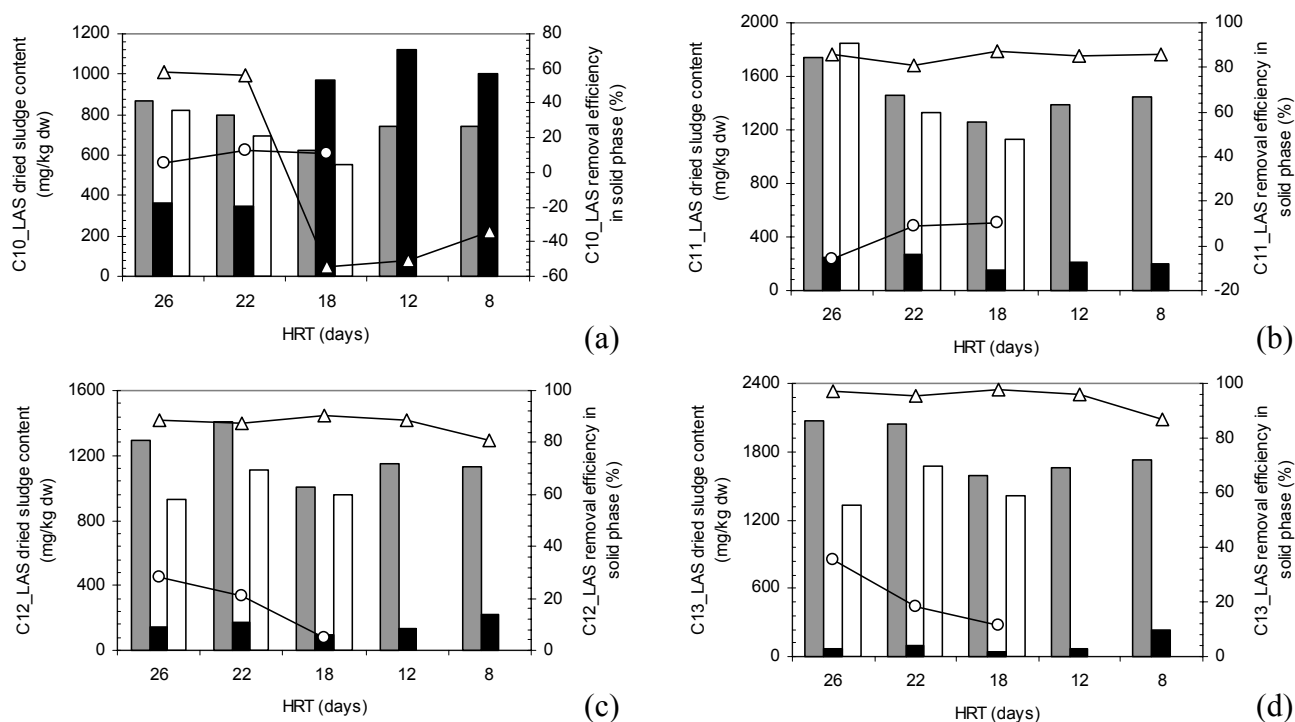 C10_LAS dried sludge content
(mg/kg dw)
1200
1000
800
600
400
200
0
80
60
40
20
0
-20
-40
-60
C10_LAS removal efficiency
in solid phase (%)
26 22 18 12 8
HRT (days)
(a)
C11_LAS dried sludge content
(mg/kg dw)
2000
1600
1200
800
400
0
100
80
60
40
20
0
-20
C11_LAS removal efficiency in
solid phase (%)
26 22 18 12 8
HRT (days)
(b)
C12_LAS dried sludge content
(mg/kg dw)
1600
1200
800
400
0
100
80
60
40
20
0
C12_LAS removal efficiency in
solid phase (%)
26 22 18 12 8
HRT (days)
(c)
C13_LAS dried sludge content
(mg/kg dw)
2400
1800
1200
600
0
100
80
60
40
20
0
C13_LAS removal efficiency in
solid phase (%)
26 22 18 12 8
HRT (days)
(d)